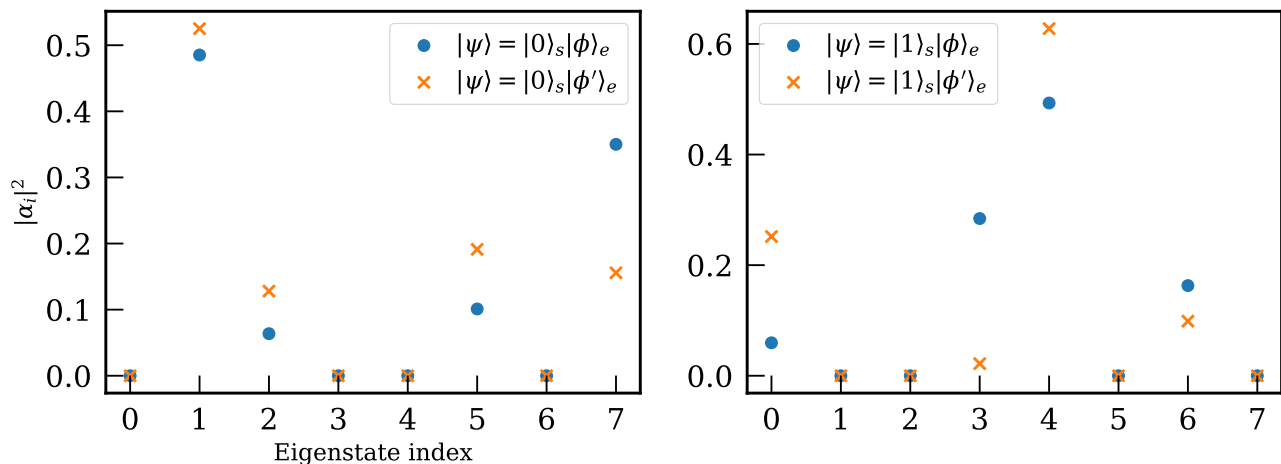 |αᵢ|²
0.5
0.4
0.3
0.2
0.1
0.0
|ψ⟩ = |0⟩ₛ|ϕ⟩ₑ
|ψ⟩ = |0⟩ₛ|ϕ′⟩ₑ
0 1 2 3 4 5 6 7
Eigenstate index
0.6
0.4
0.2
0.0
|ψ⟩ = |1⟩ₛ|ϕ⟩ₑ
|ψ⟩ = |1⟩ₛ|ϕ′⟩ₑ
0 1 2 3 4 5 6 7